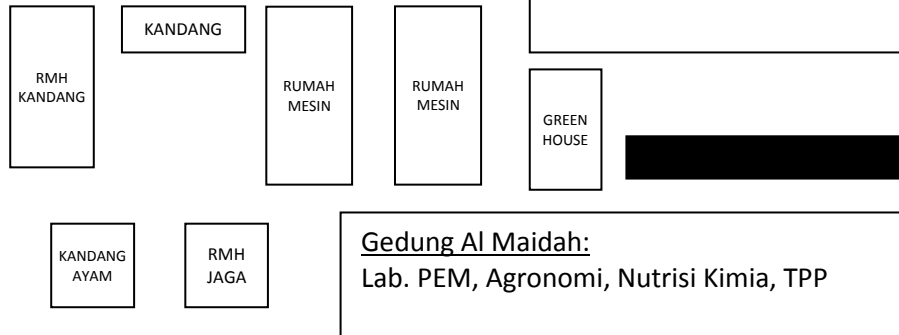 KANDANG
RMH
KANDANG
RUMAH
MESIN
RUMAH
MESIN
GREEN
HOUSE
KANDANG
AYAM
RMH
JAGA
Gedung Al Maidah:
Lab. PEM, Agronomi, Nutrisi Kimia, TPP